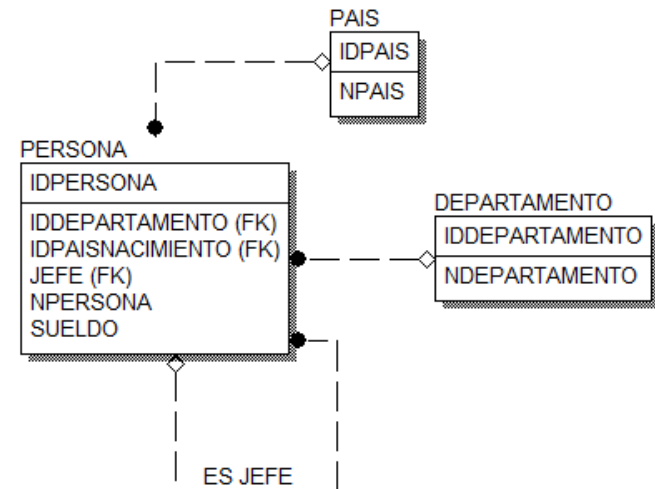 PAIS
IDPAIS
NPAIS
PERSONA
IDPERSONA
IDDEPARTAMENTO (FK)
IDPAISNACIMIENTO (FK)
JEFE (FK)
NPERSONA
SUELDO
DEPARTAMENTO
IDDEPARTAMENTO
NDEPARTAMENTO
ES JEFE